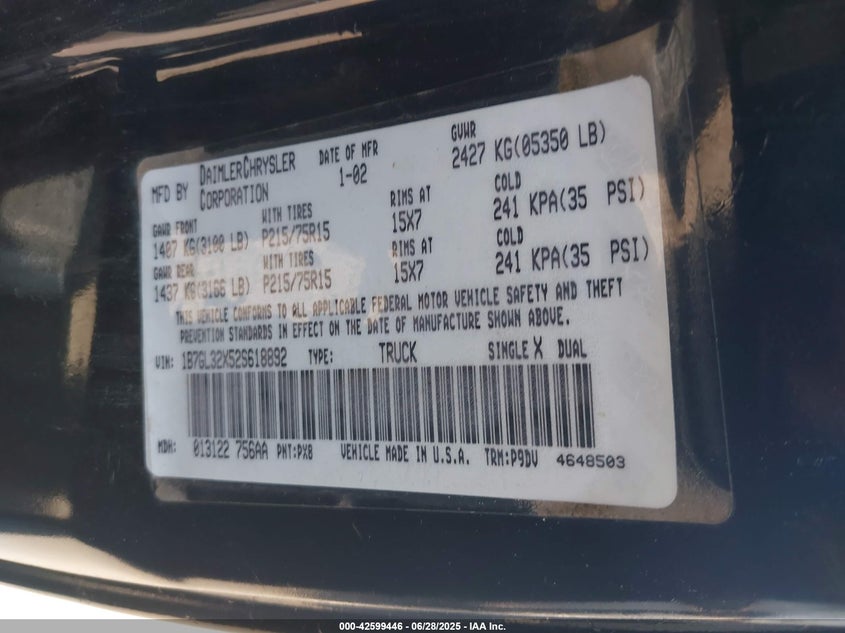 MFD BY DAIMLERCHRYSLER CORPORATION
DATE OF MFR 1-02
GVWR 2427 KG(05350 LB)
GAWR FRONT WITH TIRES RIMS AT COLD
1407 KG(3100 LB) P215/75R15 15X7 241 KPA(35 PSI)
GAWR REAR WITH TIRES RIMS AT COLD
1437 KG(3166 LB) P215/75R15 15X7 241 KPA(35 PSI)
THIS VEHICLE CONFORMS TO ALL APPLICABLE FEDERAL MOTOR VEHICLE SAFETY AND THEFT
PREVENTION STANDARDS IN EFFECT ON THE DATE OF MANUFACTURE SHOWN ABOVE.
VIN: 1B7GL32X52S618892 TYPE: TRUCK SINGLE X DUAL
MDH: 013122 756AA PNT:PX8 VEHICLE MADE IN U.S.A. TRM:P9DV 4648503
000-42599446 - 06/28/2025 - IAA Inc.